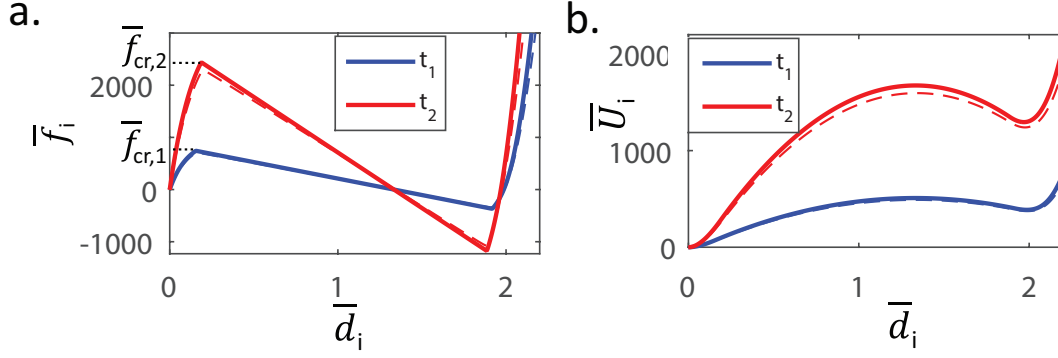 a.
f̅cr,2
2000
f̅cr,1
f̅i
0
-1000
0 1 2
d̅i
t1
t2
b.
2000
1000
0
U̅i
0 1 2
d̅i
t1
t2